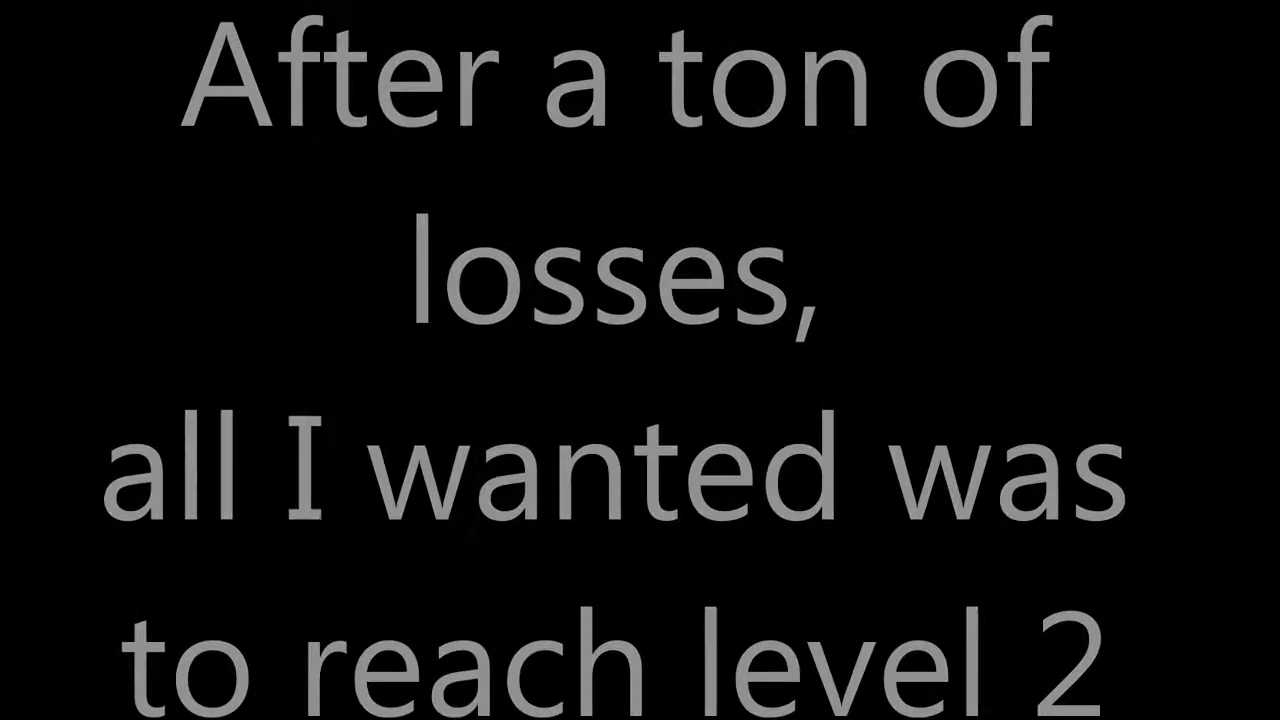 After a ton of
losses,
all I wanted was
to reach level 2